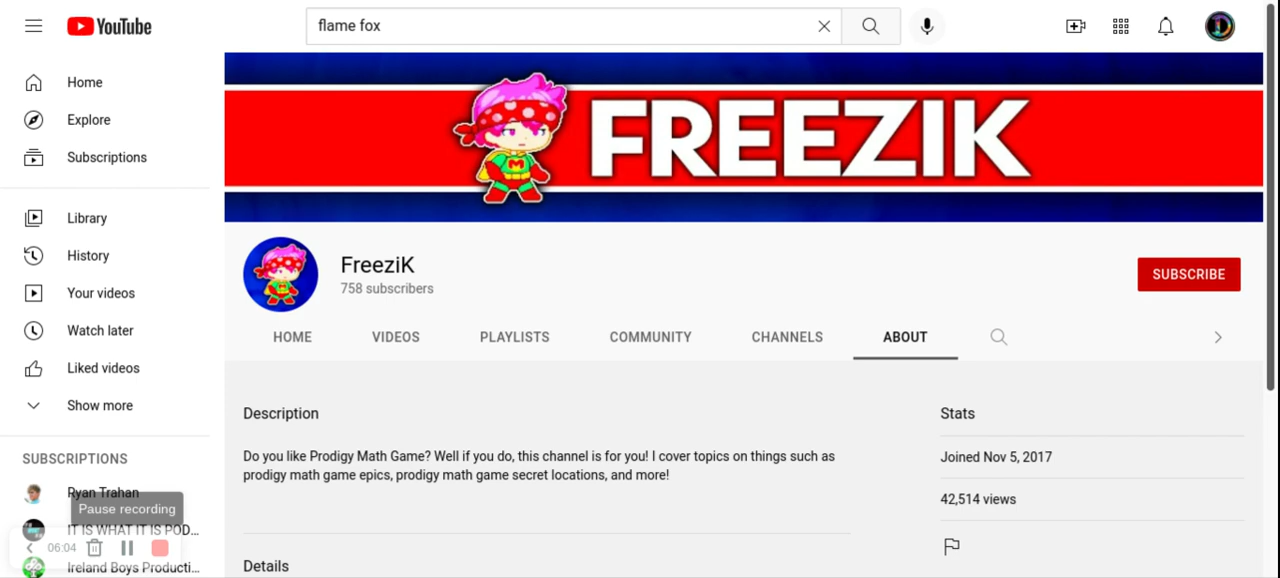 YouTube
flame fox
Home
Explore
Subscriptions
Library
History
Your videos
Watch later
Liked videos
Show more
SUBSCRIPTIONS
Ryan Trahan
Pause recording
IT IS WHAT IT IS POD...
06:04
Ireland Boys Producti...
FREEZIK
M
FreeziK
758 subscribers
SUBSCRIBE
HOME VIDEOS PLAYLISTS COMMUNITY CHANNELS ABOUT
Description
Do you like Prodigy Math Game? Well if you do, this channel is for you! I cover topics on things such as
prodigy math game epics, prodigy math game secret locations, and more!
Details
Stats
Joined Nov 5, 2017
42,514 views